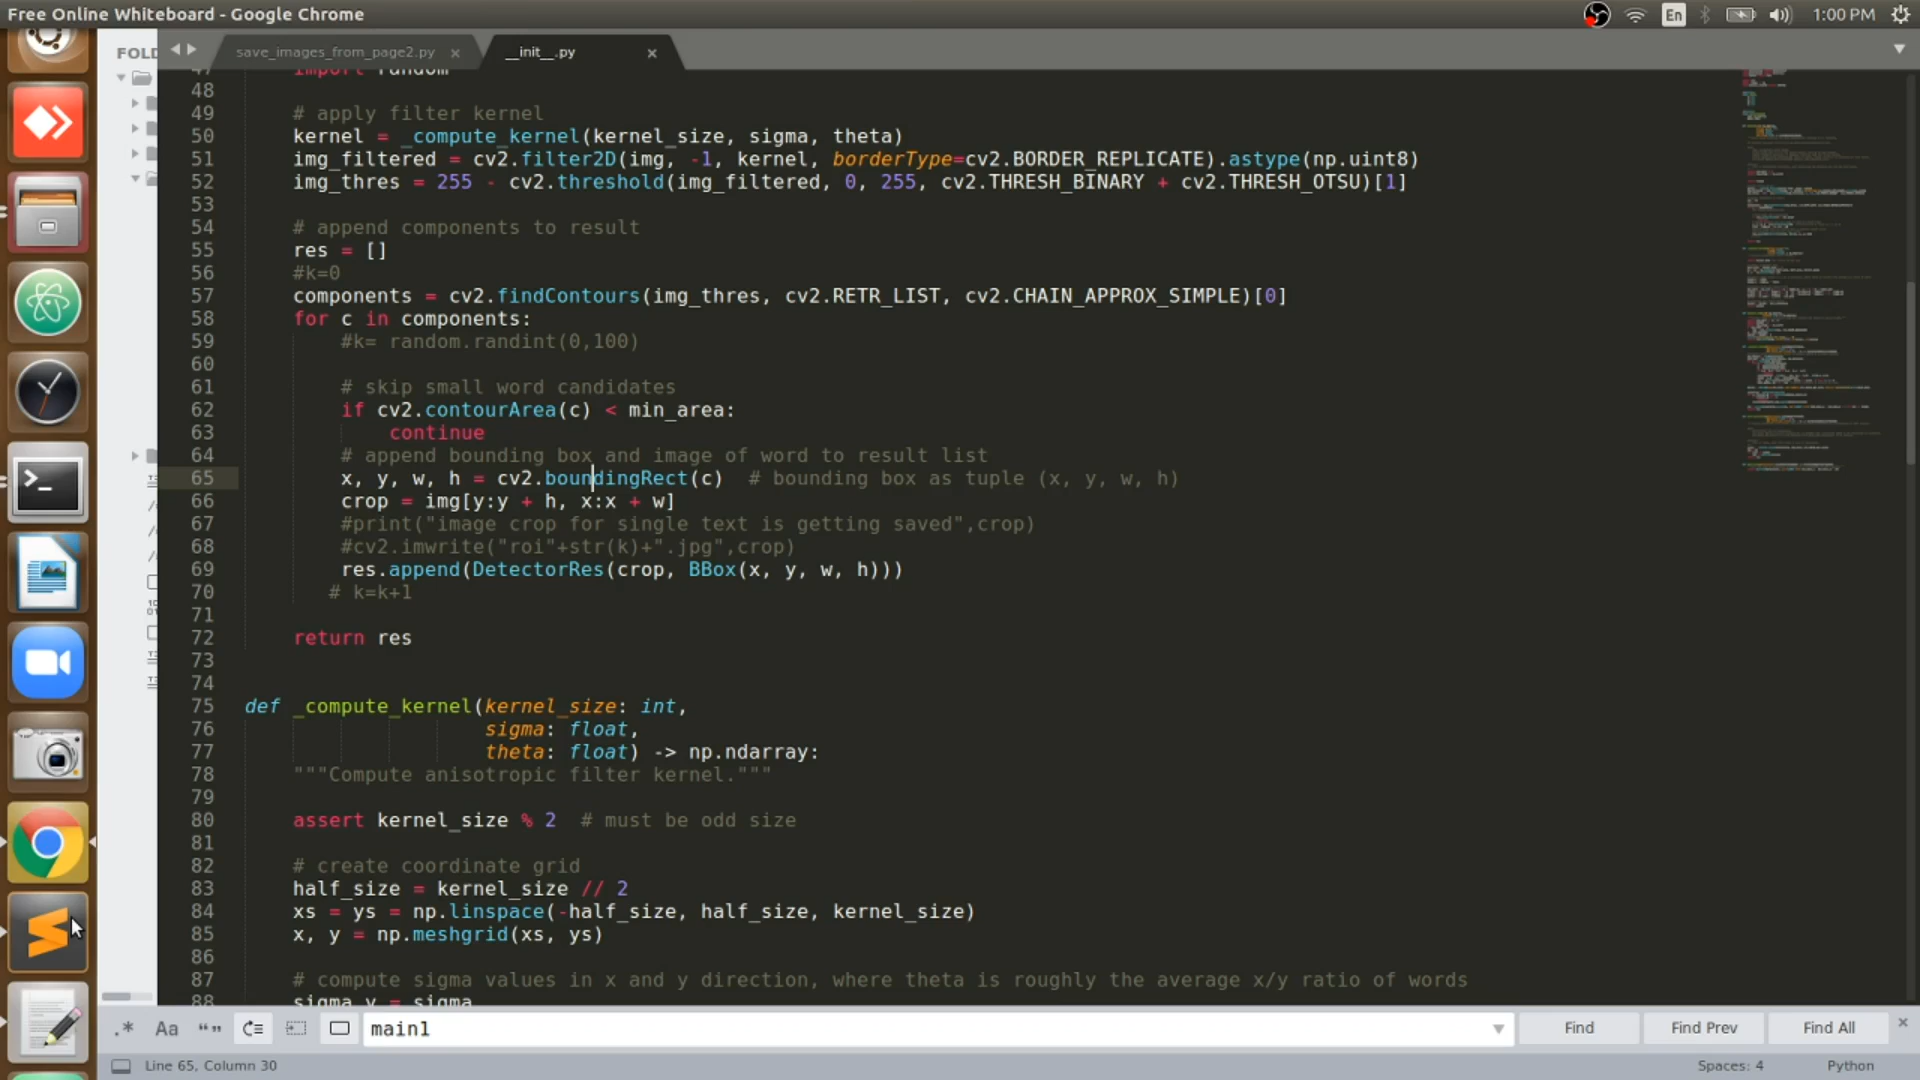 Free Online Whiteboard - Google Chrome
En
1:00 PM
FOLD
save_images_from_page2.py ×
__init__.py ×
47 import random
48
49 # apply filter kernel
50 kernel = _compute_kernel(kernel_size, sigma, theta)
51 img_filtered = cv2.filter2D(img, -1, kernel, borderType=cv2.BORDER_REPLICATE).astype(np.uint8)
52 img_thres = 255 - cv2.threshold(img_filtered, 0, 255, cv2.THRESH_BINARY + cv2.THRESH_OTSU)[1]
53
54 # append components to result
55 res = []
56 #k=0
57 components = cv2.findContours(img_thres, cv2.RETR_LIST, cv2.CHAIN_APPROX_SIMPLE)[0]
58 for c in components:
59 #k= random.randint(0,100)
60
61 # skip small word candidates
62 if cv2.contourArea(c) < min_area:
63 continue
64 # append bounding box and image of word to result list
65 x, y, w, h = cv2.boundingRect(c) # bounding box as tuple (x, y, w, h)
66 crop = img[y:y + h, x:x + w]
67 #print("image crop for single text is getting saved",crop)
68 #cv2.imwrite("roi"+str(k)+".jpg",crop)
69 res.append(DetectorRes(crop, BBox(x, y, w, h)))
70 # k=k+1
71
72 return res
73
74
75 def _compute_kernel(kernel_size: int,
76 sigma: float,
77 theta: float) -> np.ndarray:
78 """Compute anisotropic filter kernel."""
79
80 assert kernel_size % 2 # must be odd size
81
82 # create coordinate grid
83 half_size = kernel_size // 2
84 xs = ys = np.linspace(-half_size, half_size, kernel_size)
85 x, y = np.meshgrid(xs, ys)
86
87 # compute sigma values in x and y direction, where theta is roughly the average x/y ratio of words
88 sigma_y = sigma
.* Aa “” main1 Find Find Prev Find All ×
Line 65, Column 30
Spaces: 4
Python